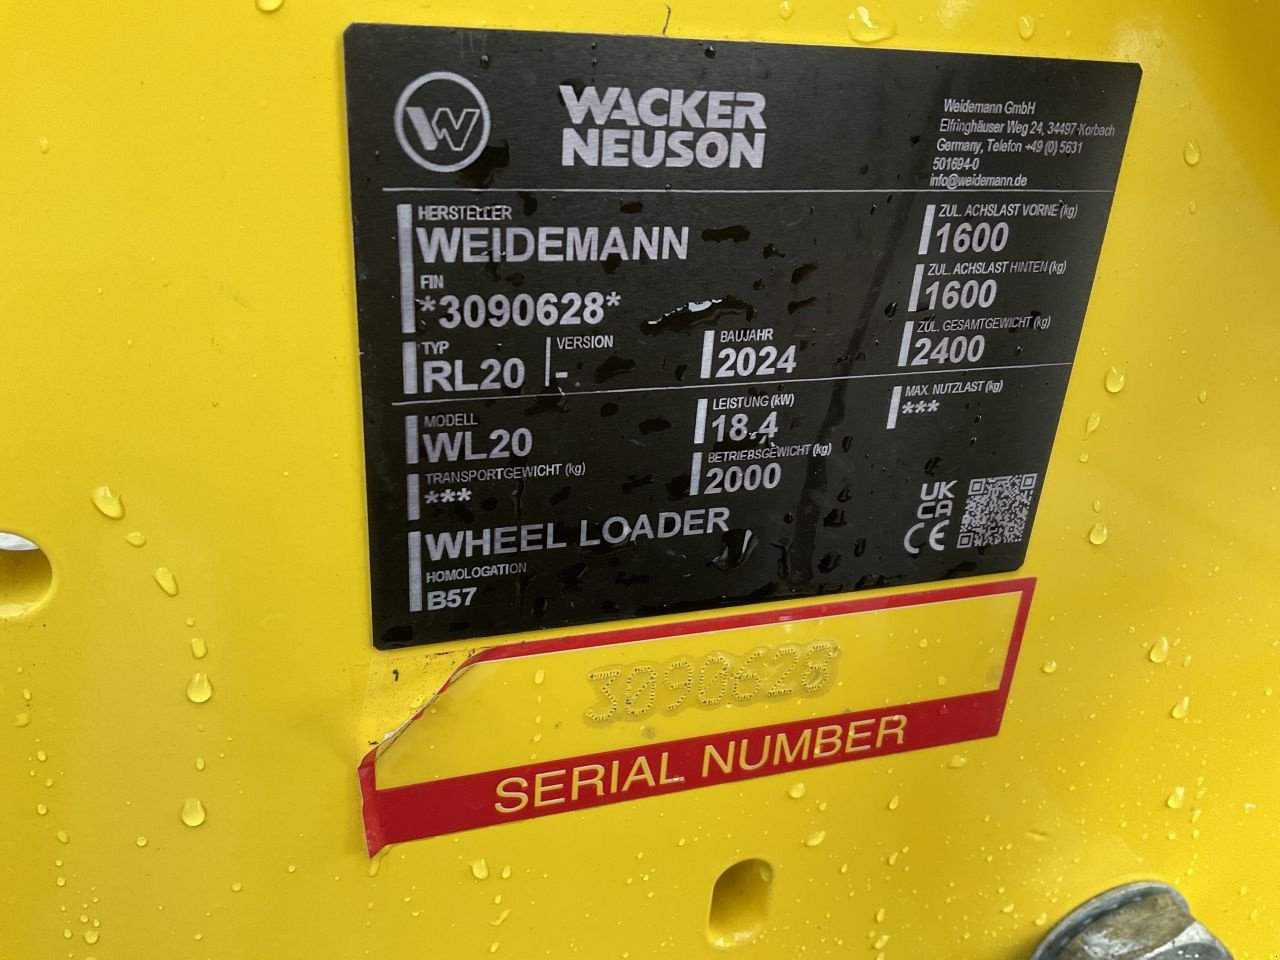 W
WACKER
NEUSON
Weidemann GmbH
Elfringhäuser Weg 24, 34497-Korbach
Germany, Telefon +49 (0) 5631
501694-0
info@weidemann.de
HERSTELLER
WEIDEMANN
FIN
*3090628*
TYP
RL20
VERSION
-
BAUJAHR
2024
ZUL. ACHSLAST VORNE (kg)
1600
ZUL. ACHSLAST HINTEN (kg)
1600
ZUL. GESAMTGEWICHT (kg)
2400
MODELL
WL20
LEISTUNG (kW)
18.4
MAX. NUTZLAST (kg)
***
TRANSPORTGEWICHT (kg)
***
BETRIEBSGEWICHT (kg)
2000
WHEEL LOADER
HOMOLOGATION
B57
UK
CA
CE
3090628
SERIAL NUMBER